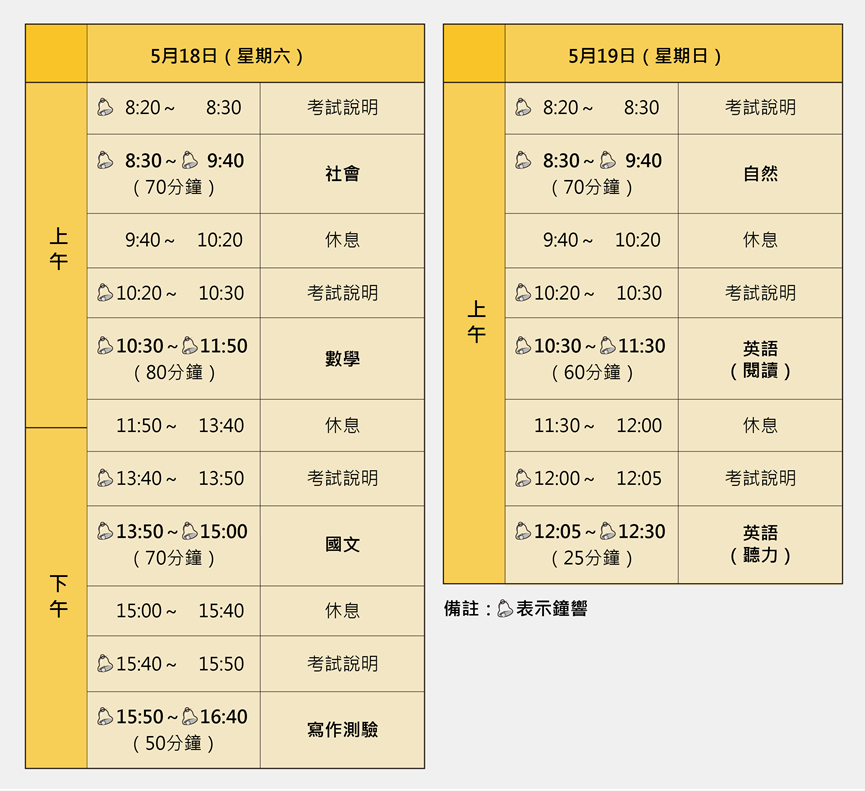 5月18日(星期六)
上午
8:20~ 8:30 考試說明
8:30~ 9:40 社會
(70分鐘)
9:40~ 10:20 休息
10:20~ 10:30 考試說明
10:30~11:50 數學
(80分鐘)
11:50~ 13:40 休息
下午
13:40~ 13:50 考試說明
13:50~15:00 國文
(70分鐘)
15:00~ 15:40 休息
15:40~ 15:50 考試說明
15:50~16:40 寫作測驗
(50分鐘)
5月19日(星期日)
上午
8:20~ 8:30 考試說明
8:30~ 9:40 自然
(70分鐘)
9:40~ 10:20 休息
10:20~ 10:30 考試說明
10:30~11:30 英語
(60分鐘) (閱讀)
11:30~ 12:00 休息
12:00~ 12:05 考試說明
12:05~12:30 英語
(25分鐘) (聽力)
備註:表示鐘響